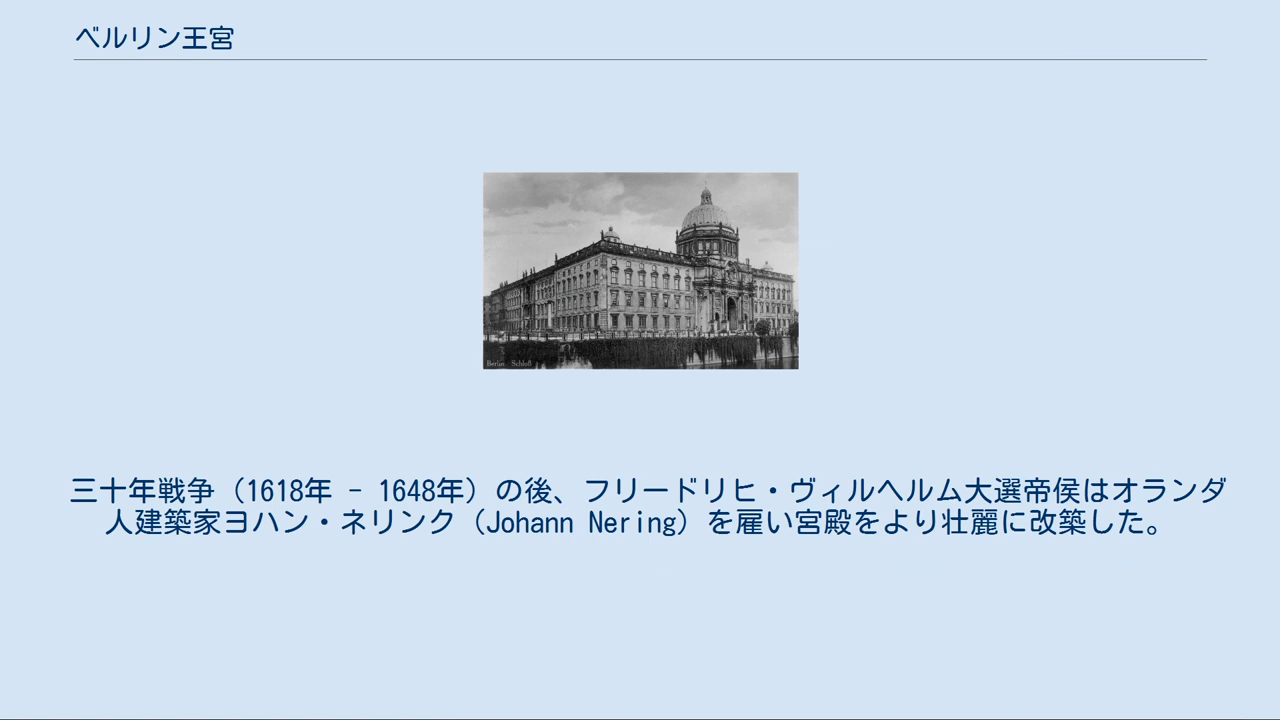 ベルリン王宮
Berlin Schloß
三十年戦争（1618年 - 1648年）の後、フリードリヒ・ヴィルヘルム大選帝侯はオランダ
人建築家ヨハン・ネリンク（Johann Nering）を雇い宮殿をより壮麗に改築した。